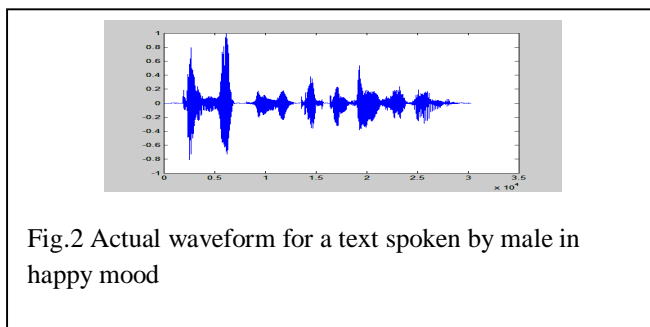 1
0.8
0.6
0.4
0.2
0
-0.2
-0.4
-0.6
-0.8
-1
0 0.5 1 1.5 2 2.5 3 3.5
x 10^4
Fig.2 Actual waveform for a text spoken by male in
happy mood